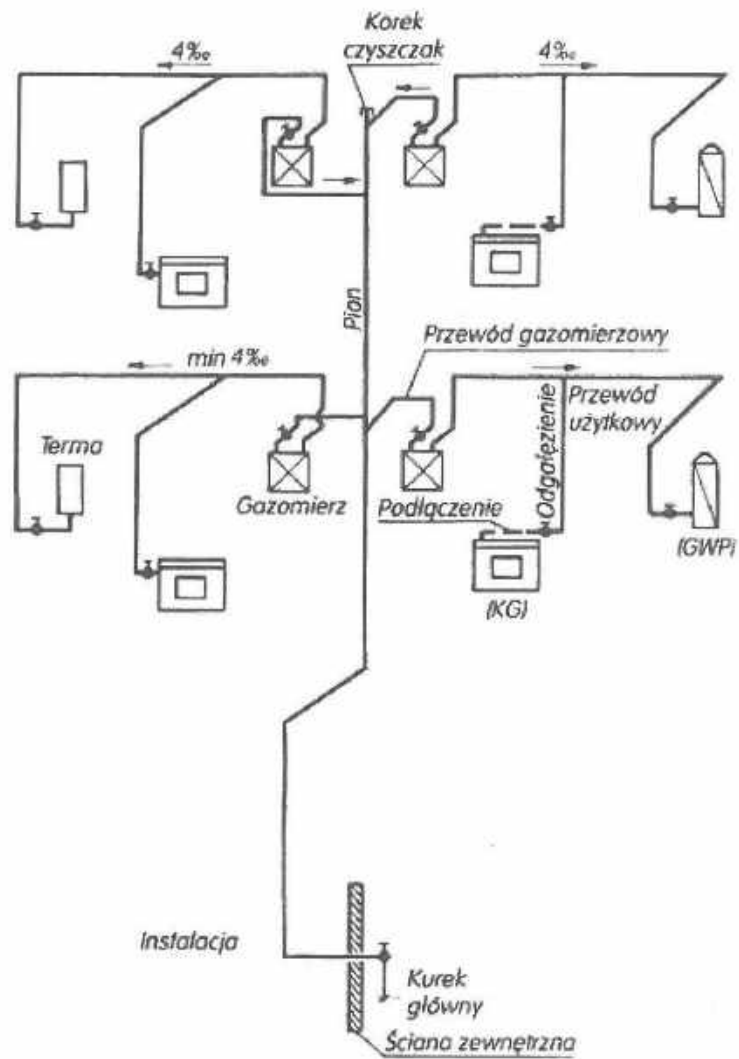 Korek
czyszczak
4‰
4‰
Pion
Przewód gazomierzowy
min 4‰
Przewód
użytkowy
Odgałęzienie
Terma
Gazomierz
Podłączenie
(GWP)
(KG)
Instalacja
Kurek
główny
Ściana zewnętrzna